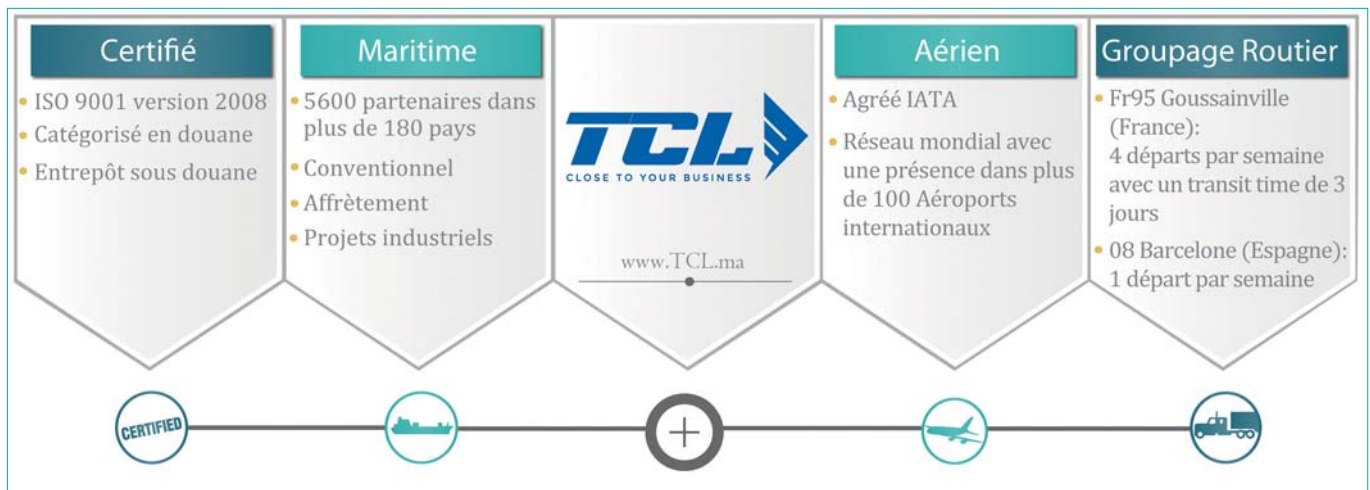 Certifié
• ISO 9001 version 2008
• Catégorisé en douane
• Entrepôt sous douane
Maritime
• 5600 partenaires dans
plus de 180 pays
• Conventionnel
• Affrètement
• Projets industriels
TCL
CLOSE TO YOUR BUSINESS
www.TCL.ma
Aérien
• Agréé IATA
• Réseau mondial avec
une présence dans plus
de 100 Aéroports
internationaux
Groupage Routier
• Fr95 Goussainville
(France):
4 départs par semaine
avec un transit time de 3
jours
• 08 Barcelone (Espagne):
1 départ par semaine
CERTIFIED